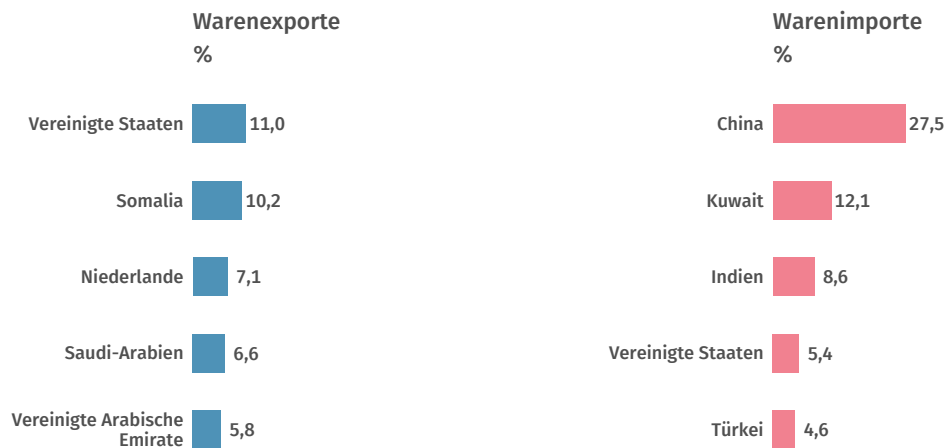 Warenexporte
%
Vereinigte Staaten 11,0
Somalia 10,2
Niederlande 7,1
Saudi-Arabien 6,6
Vereinigte Arabische
Emirate 5,8
Warenimporte
%
China 27,5
Kuwait 12,1
Indien 8,6
Vereinigte Staaten 5,4
Türkei 4,6